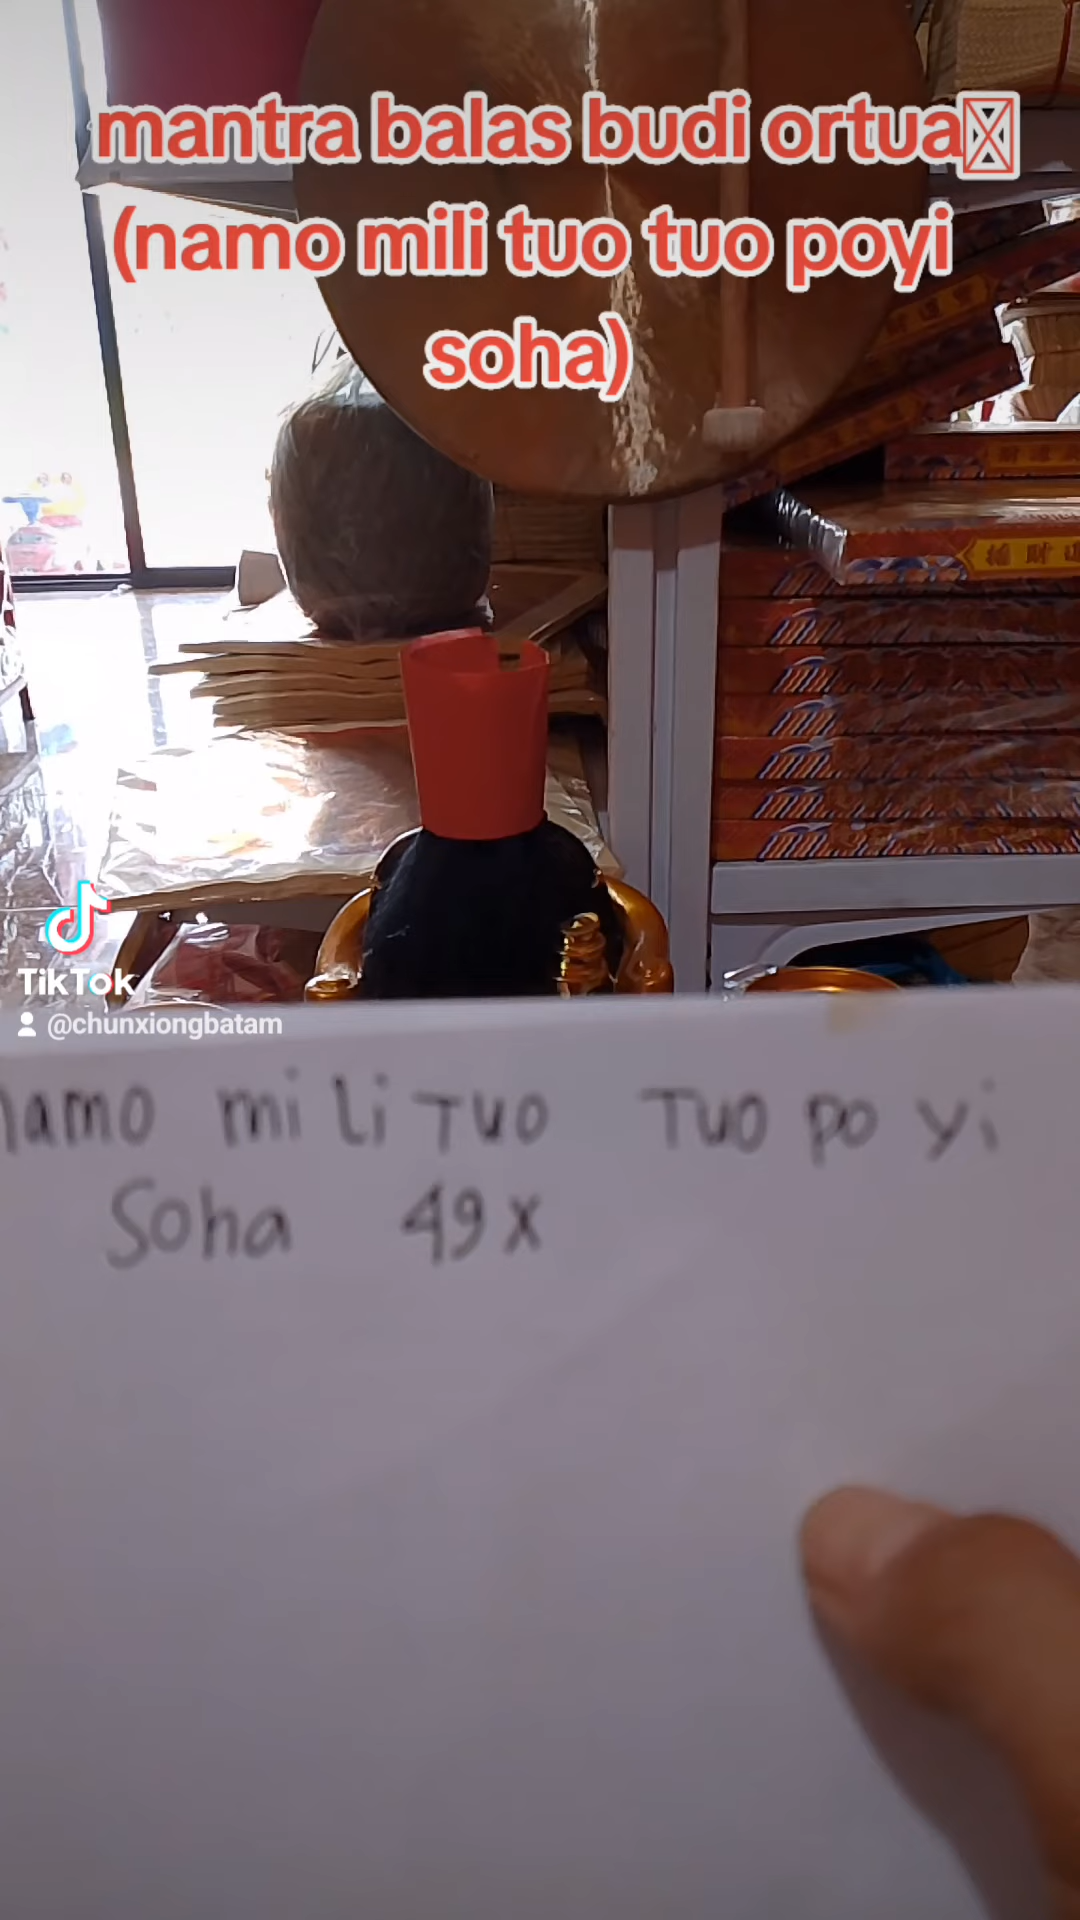 mantra balas budi ortua
(namo mili tuo tuo poyi
soha)
TikTok
@chunxiongbatam
namo mi li Tuo Tuo po yi
Soha 49x